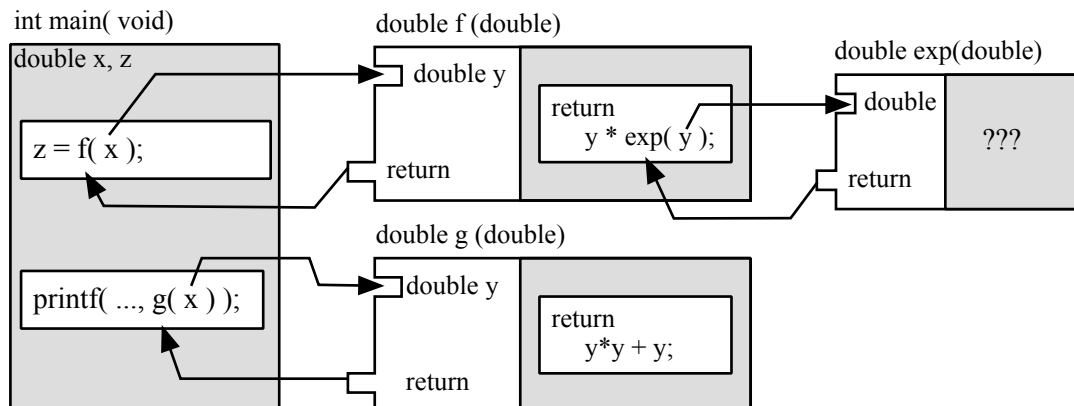 int main( void)
double x, z
z = f( x );
printf( ..., g( x ) );
double f (double)
double y
return
return
y * exp( y );
double exp(double)
double
return
???
double g (double)
double y
return
return
y*y + y;